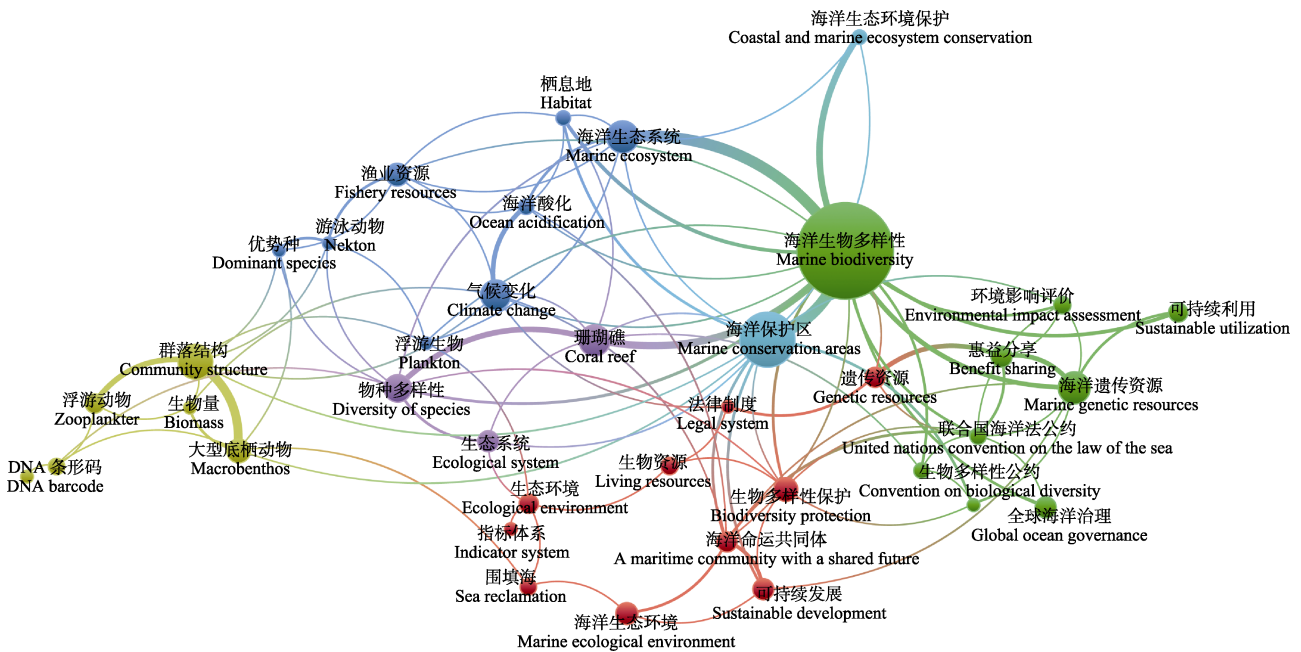 海洋生态环境保护
Coastal and marine ecosystem conservation
栖息地
Habitat
海洋生态系统
Marine ecosystem
渔业资源
Fishery resources
海洋酸化
Ocean acidification
游泳动物
Nekton
优势种
Dominant species
海洋生物多样性
Marine biodiversity
气候变化
Climate change
环境影响评价
Environmental impact assessment
可持续利用
Sustainable utilization
海洋保护区
Marine conservation areas
珊瑚礁
Coral reef
浮游生物
Plankton
群落结构
Community structure
惠益分享
Benefit sharing
遗传资源
Genetic resources
海洋遗传资源
Marine genetic resources
物种多样性
Diversity of species
浮游动物
Zooplankter
生物量
Biomass
法律制度
Legal system
联合国海洋法公约
United nations convention on the law of the sea
大型底栖动物
Macrobenthos
生态系统
Ecological system
生物资源
Living resources
生物多样性公约
Convention on biological diversity
DNA 条形码
DNA barcode
生态环境
Ecological environment
生物多样性保护
Biodiversity protection
全球海洋治理
Global ocean governance
指标体系
Indicator system
海洋命运共同体
A maritime community with a shared future
围填海
Sea reclamation
可持续发展
Sustainable development
海洋生态环境
Marine ecological environment